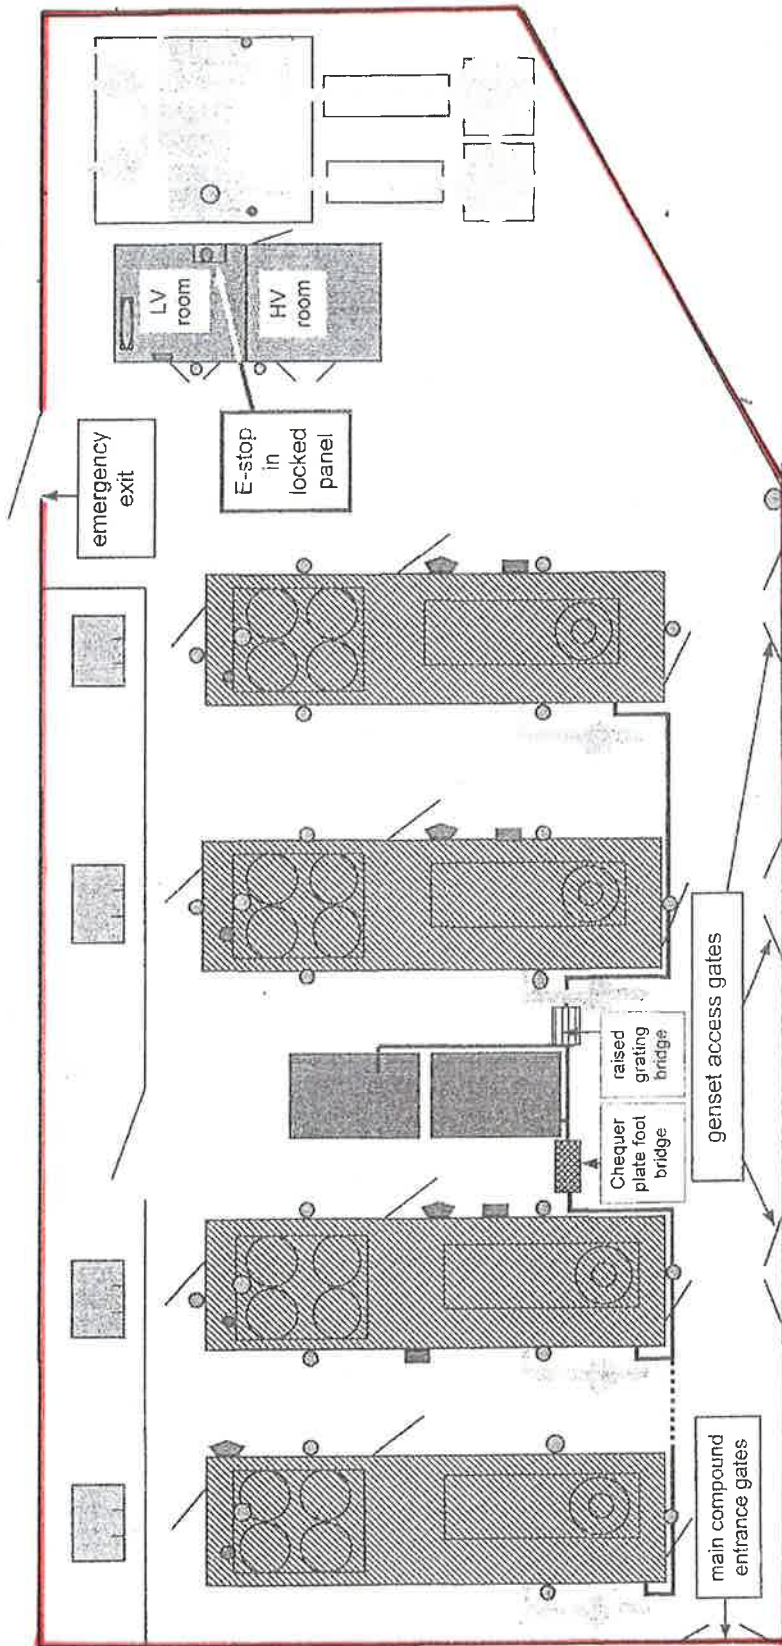 LV
room
HV
room
emergency
exit
E-stop
in
locked
panel
raised
grating
bridge
Chequer
plate foot
bridge
genset access gates
main compound
entrance gates